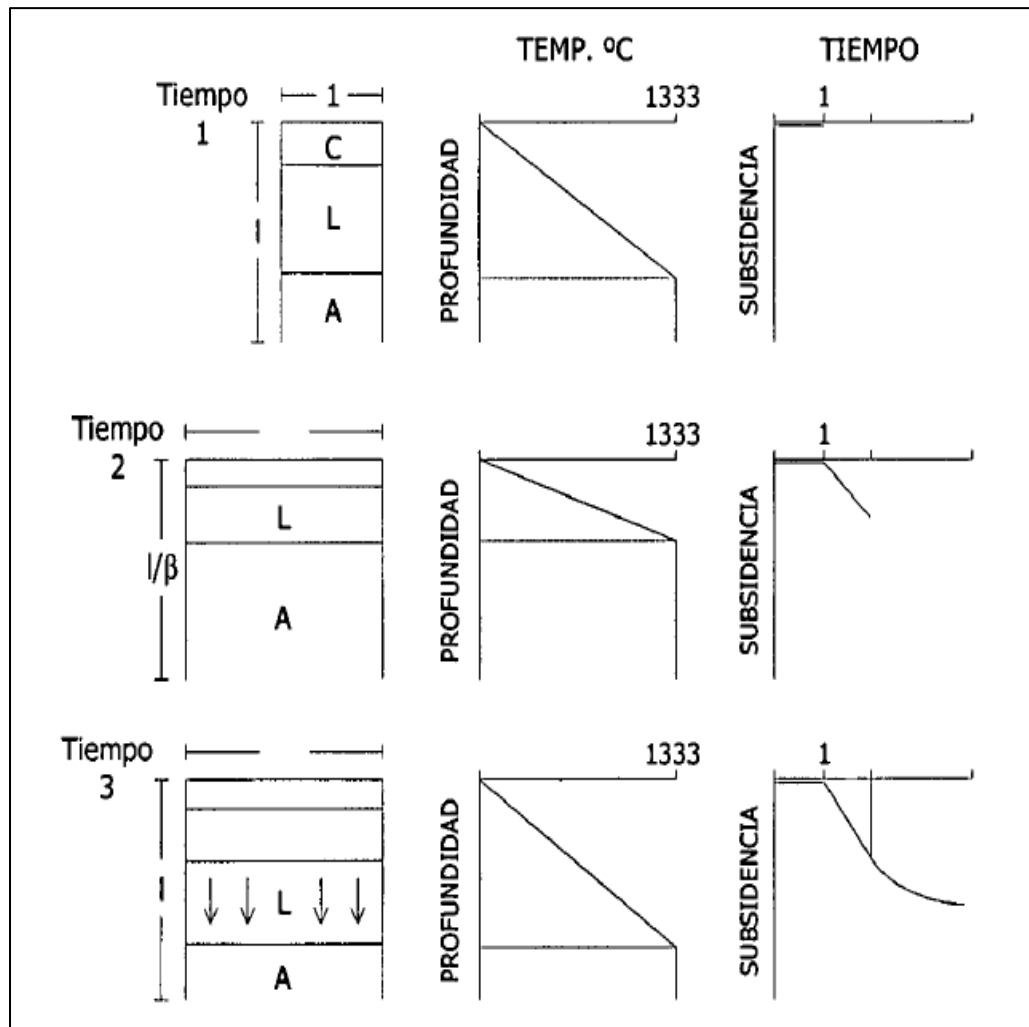 TEMP. ºC
TIEMPO
Tiempo
1
1
1333
1
C
L
A
PROFUNDIDAD
SUBSIDENCIA
Tiempo
2
1333
1
L
I/β
A
PROFUNDIDAD
SUBSIDENCIA
Tiempo
3
1333
1
L
A
PROFUNDIDAD
SUBSIDENCIA